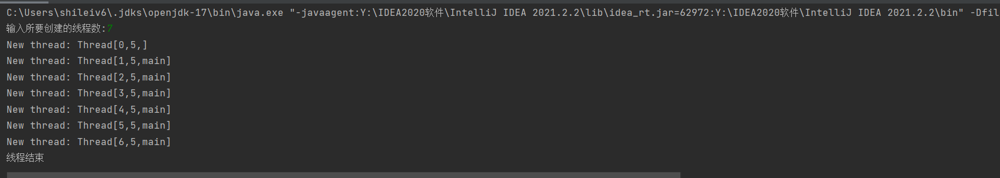 C:\Users\shileiv6\.jdks\openjdk-17\bin\java.exe "-javaagent:Y:\IDEA2020软件\IntelliJ IDEA 2021.2.2\lib\idea_rt.jar=62972:Y:\IDEA2020软件\IntelliJ IDEA 2021.2.2\bin" -Dfil
输入所要创建的线程数:7
New thread: Thread[0,5,]
New thread: Thread[1,5,main]
New thread: Thread[2,5,main]
New thread: Thread[3,5,main]
New thread: Thread[4,5,main]
New thread: Thread[5,5,main]
New thread: Thread[6,5,main]
线程结束